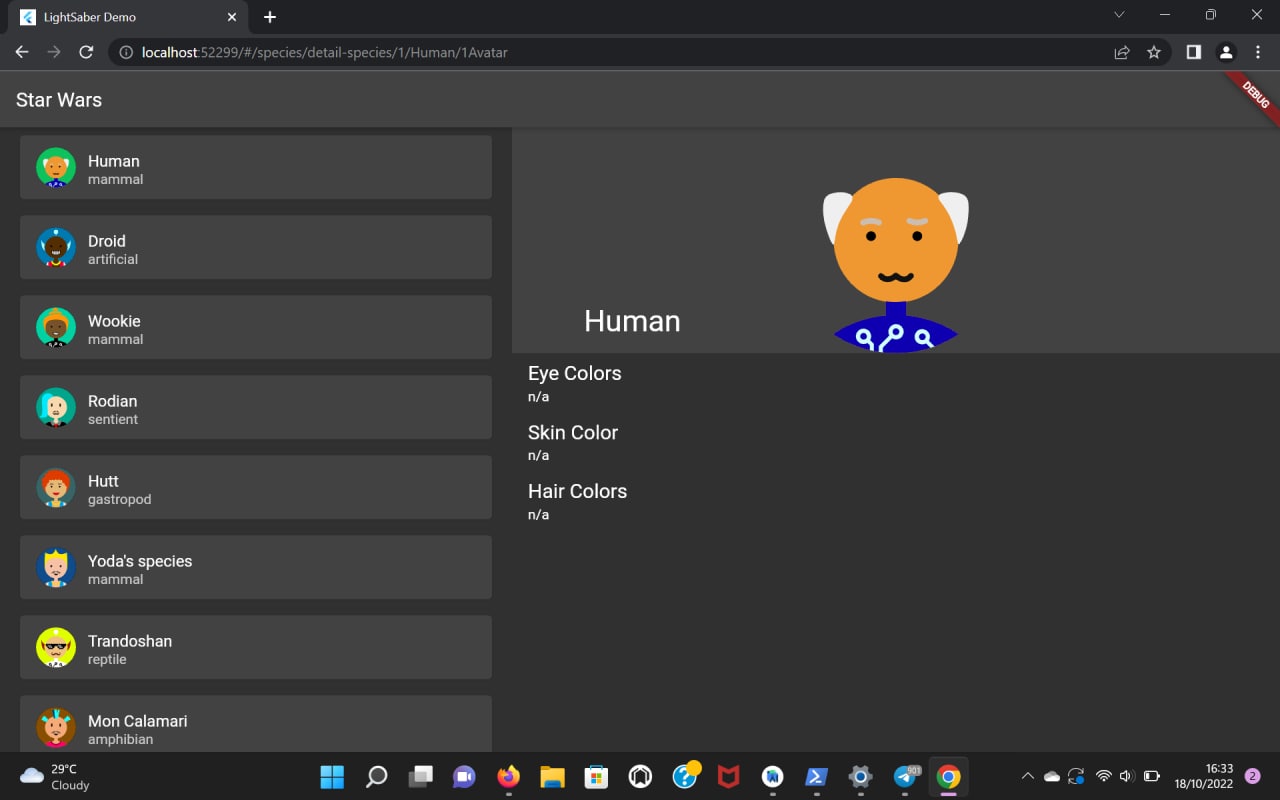 LightSaber Demo
localhost:52299/#/species/detail-species/1/Human/1Avatar
Star Wars
DEBUG
Human
mammal
Droid
artificial
Wookie
mammal
Rodian
sentient
Hutt
gastropod
Yoda's species
mammal
Trandoshan
reptile
Mon Calamari
amphibian
Human
Eye Colors
n/a
Skin Color
n/a
Hair Colors
n/a
29°C
Cloudy
901
16:33
18/10/2022
2